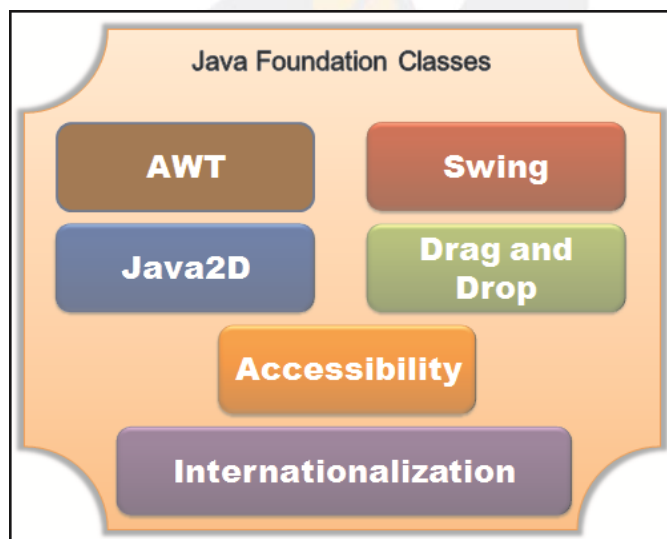 Java Foundation Classes
AWT
Swing
Java2D
Drag and
Drop
Accessibility
Internationalization